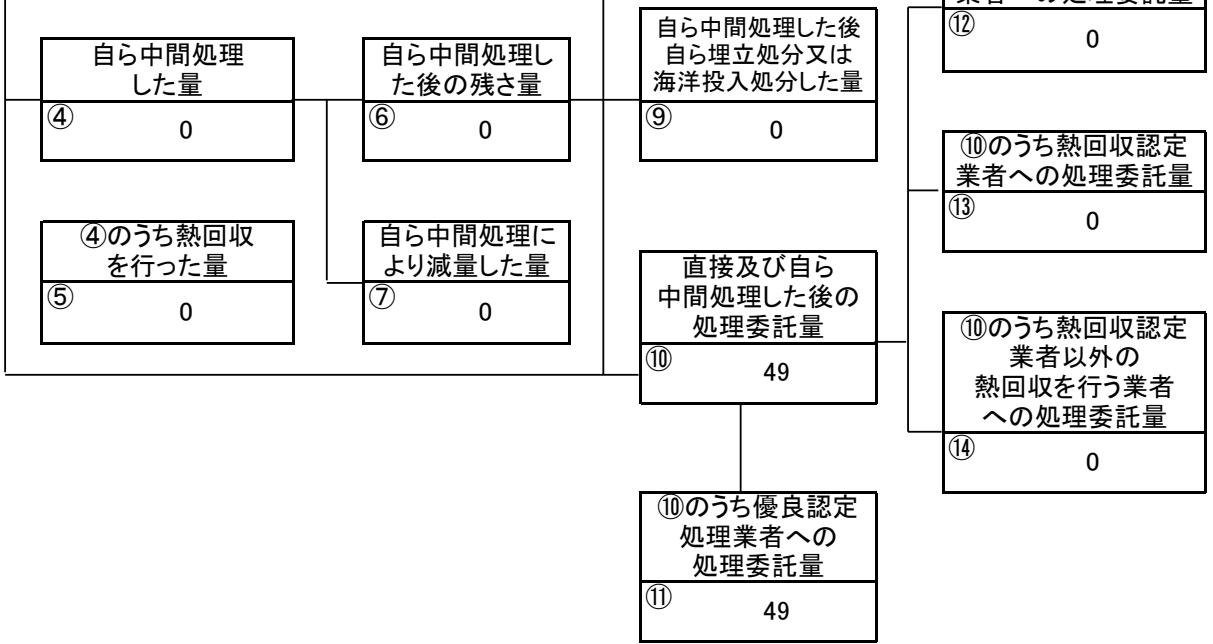 業者への処理委託量
⑫
0
自ら中間処理
した量
④
0
自ら中間処理し
た後の残さ量
⑥
0
自ら中間処理した後
自ら埋立処分又は
海洋投入処分した量
⑨
0
⑩のうち熱回収認定
業者への処理委託量
⑬
0
④のうち熱回収
を行った量
⑤
0
自ら中間処理に
より減量した量
⑦
0
直接及び自ら
中間処理した後の
処理委託量
⑩
49
⑩のうち熱回収認定
業者以外の
熱回収を行う業者
への処理委託量
⑭
0
⑩のうち優良認定
処理業者への
処理委託量
⑪
49